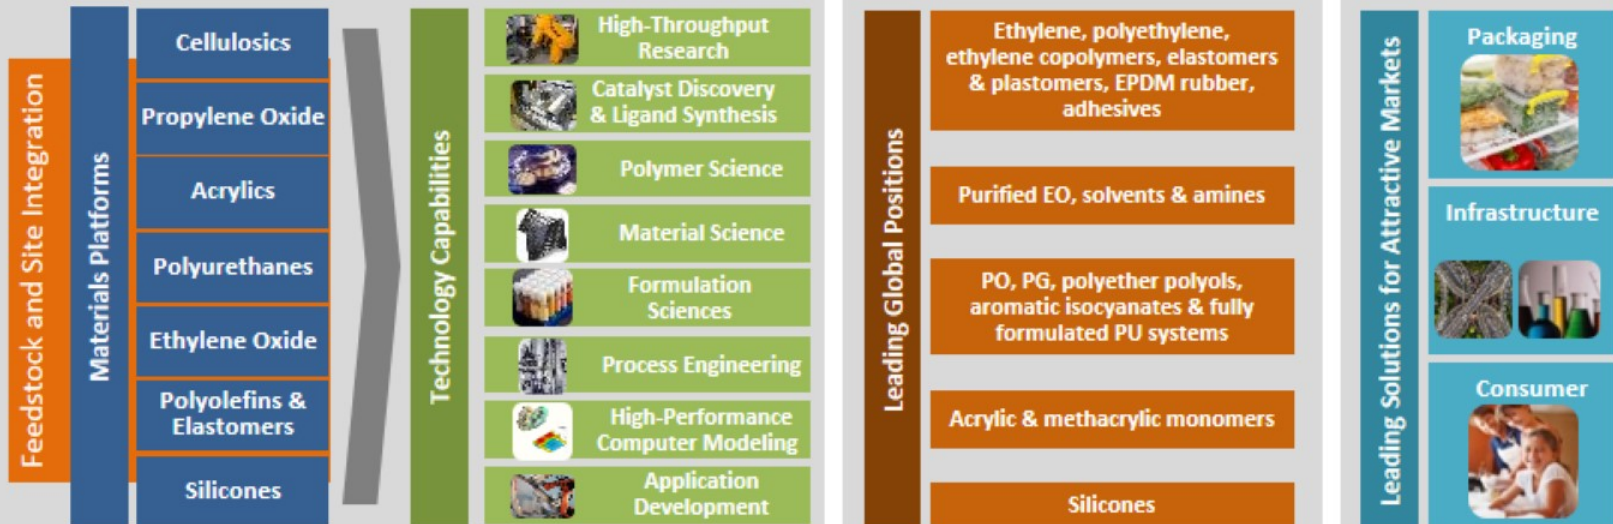 Feedstock and Site Integration
Materials Platforms
Cellulosics
Propylene Oxide
Acrylics
Polyurethanes
Ethylene Oxide
Polyolefins &
Elastomers
Silicones
Technology Capabilities
High-Throughput
Research
Catalyst Discovery
& Ligand Synthesis
Polymer Science
Material Science
Formulation
Sciences
Process Engineering
High-Performance
Computer Modeling
Application
Development
Leading Global Positions
Ethylene, polyethylene,
ethylene copolymers, elastomers
& plastomers, EPDM rubber,
adhesives
Purified EO, solvents & amines
PO, PG, polyether polyols,
aromatic isocyanates & fully
formulated PU systems
Acrylic & methacrylic monomers
Silicones
Leading Solutions for Attractive Markets
Packaging
Infrastructure
Consumer